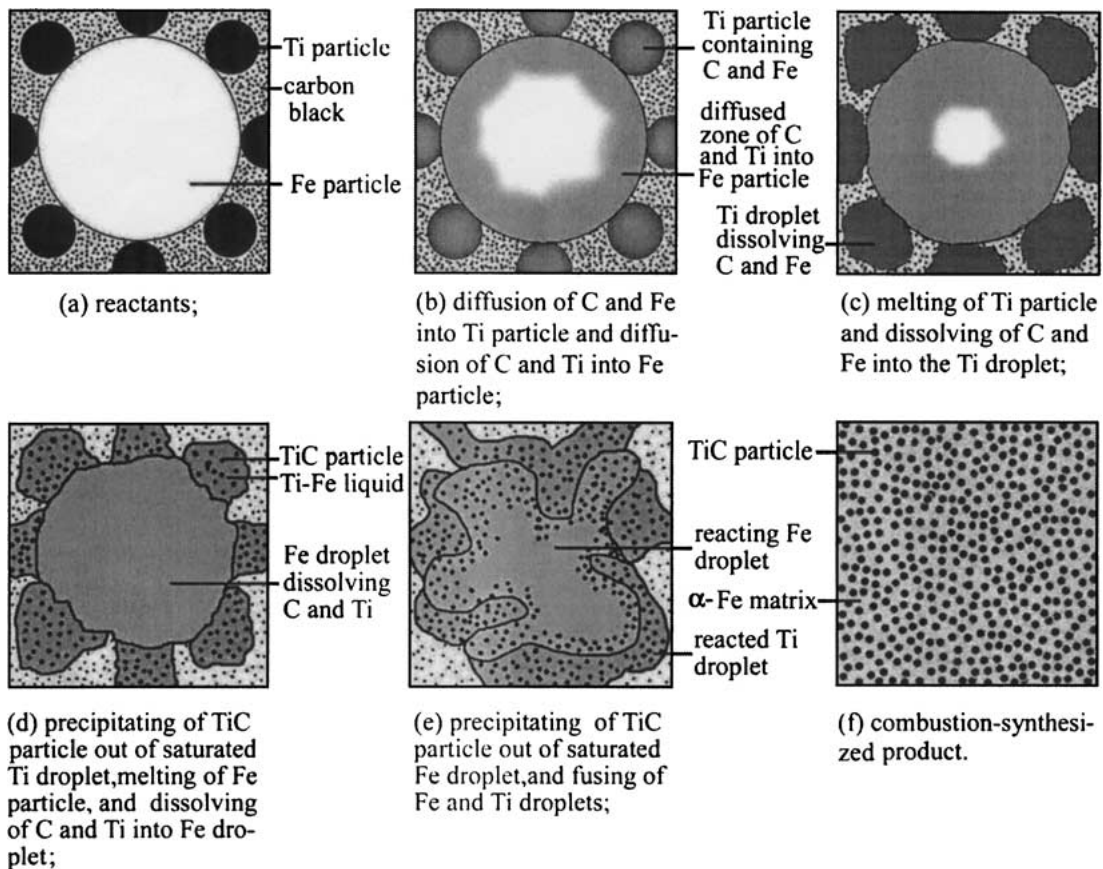 Ti particle
carbon
black
Fe particle
(a) reactants;
Ti particle
containing
C and Fe
diffused
zone of C
and Ti into
Fe particle
(b) diffusion of C and Fe
into Ti particle and diffu-
sion of C and Ti into Fe
particle;
Ti droplet
dissolving
C and Fe
(c) melting of Ti particle
and dissolving of C and
Fe into the Ti droplet;
TiC particle
Ti-Fe liquid
Fe droplet
dissolving
C and Ti
(d) precipitating of TiC
particle out of saturated
Ti droplet,melting of Fe
particle, and dissolving
of C and Ti into Fe dro-
plet;
reacting Fe
droplet
reacted Ti
droplet
(e) precipitating of TiC
particle out of saturated
Fe droplet,and fusing of
Fe and Ti droplets;
TiC particle
α-Fe matrix
(f) combustion-synthesi-
zed product.